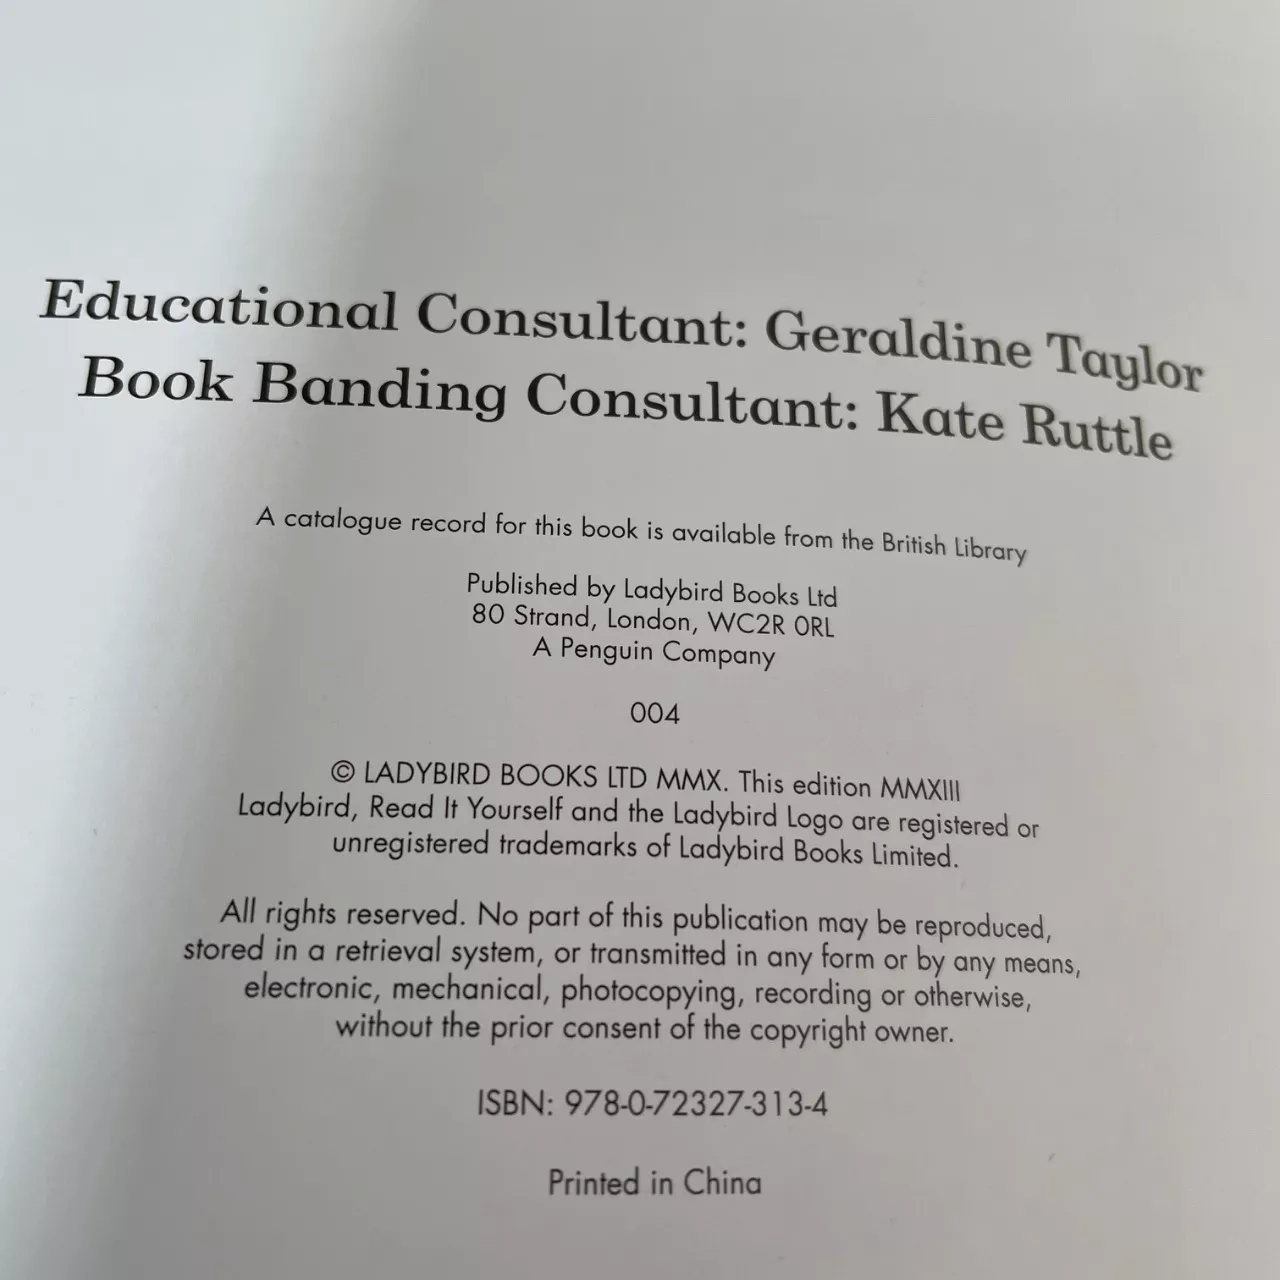 Educational Consultant: Geraldine Taylor
Book Banding Consultant: Kate Ruttle
A catalogue record for this book is available from the British Library
Published by Ladybird Books Ltd
80 Strand, London, WC2R 0RL
A Penguin Company
004
© LADYBIRD BOOKS LTD MMX. This edition MMXIII
Ladybird, Read It Yourself and the Ladybird Logo are registered or
unregistered trademarks of Ladybird Books Limited.
All rights reserved. No part of this publication may be reproduced,
stored in a retrieval system, or transmitted in any form or by any means,
electronic, mechanical, photocopying, recording or otherwise,
without the prior consent of the copyright owner.
ISBN: 978-0-72327-313-4
Printed in China